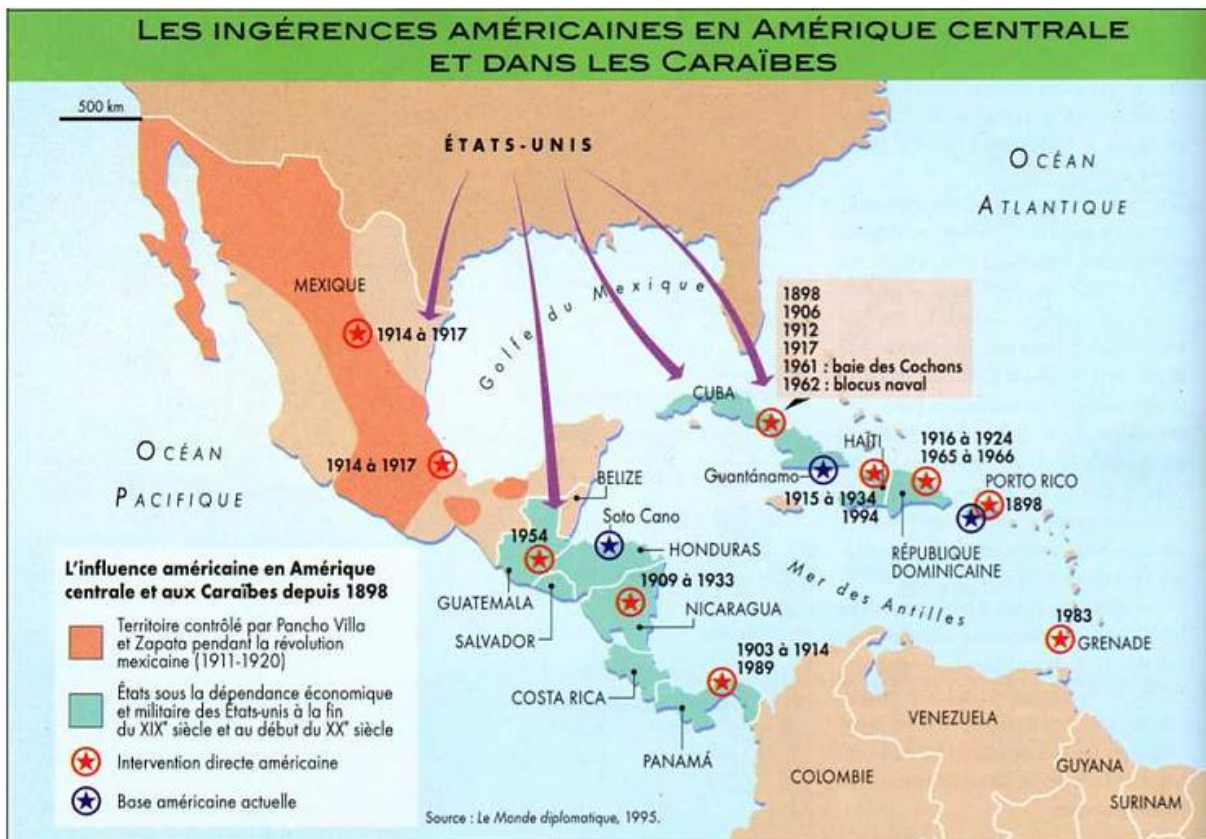 LES INGÉRENCES AMÉRICAINES EN AMÉRIQUE CENTRALE
ET DANS LES CARAÏBES
500 km
ÉTATS-UNIS
OCÉAN
ATLANTIQUE
MEXIQUE
1914 à 1917
Golfe du Mexique
1898
1906
1912
1917
1961 : baie des Cochons
1962 : blocus naval
CUBA
OCÉAN
PACIFIQUE
1914 à 1917
BELIZE
Guantánamo
HAÏTI
1915 à 1934
1994
1916 à 1924
1965 à 1966
PORTO RICO
1898
RÉPUBLIQUE
DOMINICAINE
1954
Soto Cano
HONDURAS
GUATEMALA
SALVADOR
1909 à 1933
NICARAGUA
Mer des Antilles
1983
GRENADE
COSTA RICA
1903 à 1914
1989
PANAMÁ
COLOMBIE
VENEZUELA
GUYANA
SURINAM
L'influence américaine en Amérique
centrale et aux Caraïbes depuis 1898
Territoire contrôlé par Pancho Villa
et Zapata pendant la révolution
mexicaine (1911-1920)
États sous la dépendance économique
et militaire des États-unis à la fin
du XIXe siècle et au début du XXe siècle
Intervention directe américaine
Base américaine actuelle
Source : Le Monde diplomatique, 1995.